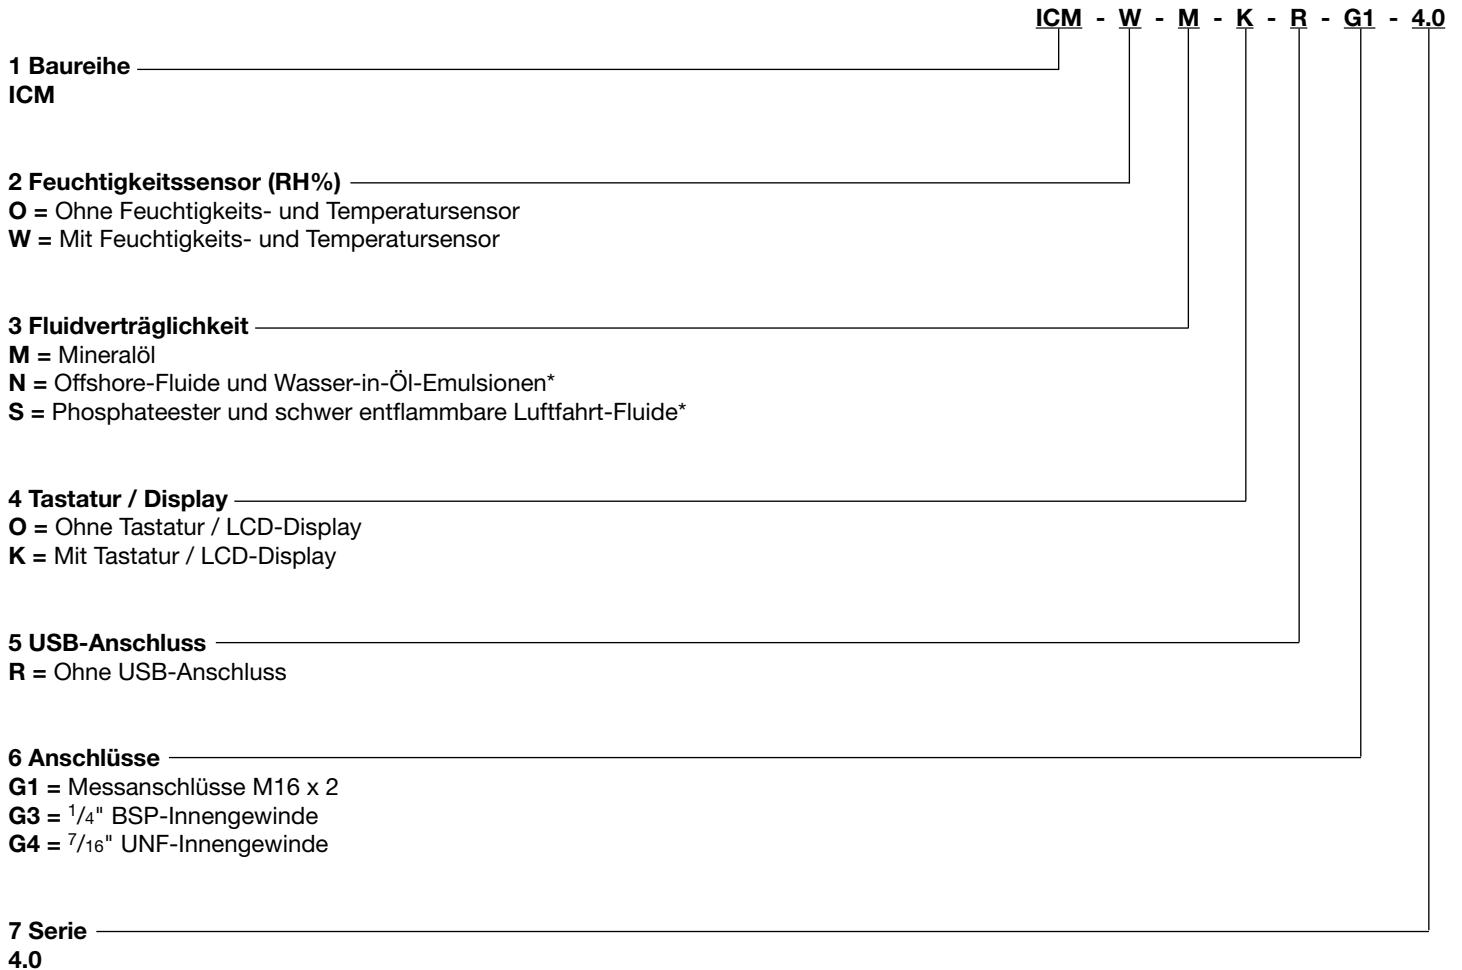 ICM - W - M - K - R - G1 - 4.0
1 Baureihe
ICM
2 Feuchtigkeitssensor (RH%)
O = Ohne Feuchtigkeits- und Temperatursensor
W = Mit Feuchtigkeits- und Temperatursensor
3 Fluidverträglichkeit
M = Mineralöl
N = Offshore-Fluide und Wasser-in-Öl-Emulsionen*
S = Phosphateester und schwer entflammbare Luftfahrt-Fluide*
4 Tastatur / Display
O = Ohne Tastatur / LCD-Display
K = Mit Tastatur / LCD-Display
5 USB-Anschluss
R = Ohne USB-Anschluss
6 Anschlüsse
G1 = Messanschlüsse M16 x 2
G3 = 1/4" BSP-Innengewinde
G4 = 7/16" UNF-Innengewinde
7 Serie
4.0